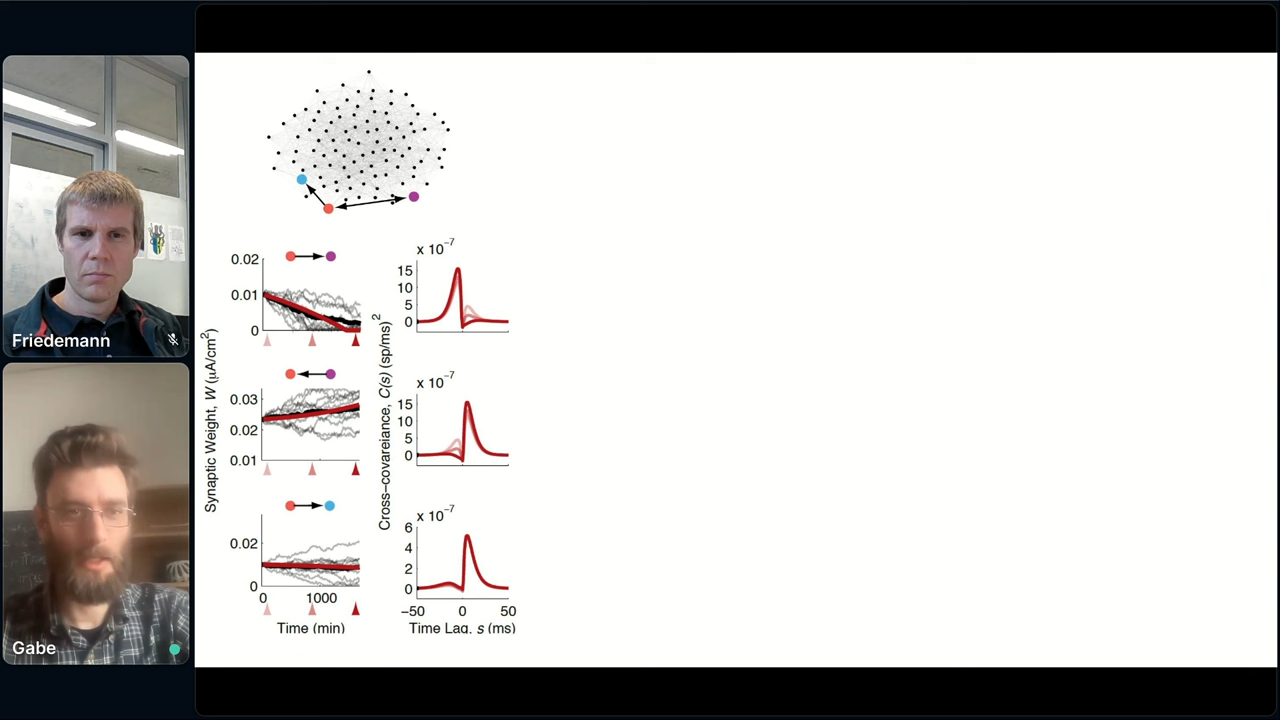 Friedemann
Gabe
x 10⁻⁷
0.02
0.01
0
15
10
5
0
x 10⁻⁷
0.03
0.02
0.01
15
10
5
0
x 10⁻⁷
0.02
0
6
4
2
0
0 1000
−50 0 50
Time (min)
Time Lag, s (ms)
Synaptic Weight, W (μA/cm²)
Cross−covareiance, C(s) (sp/ms)²